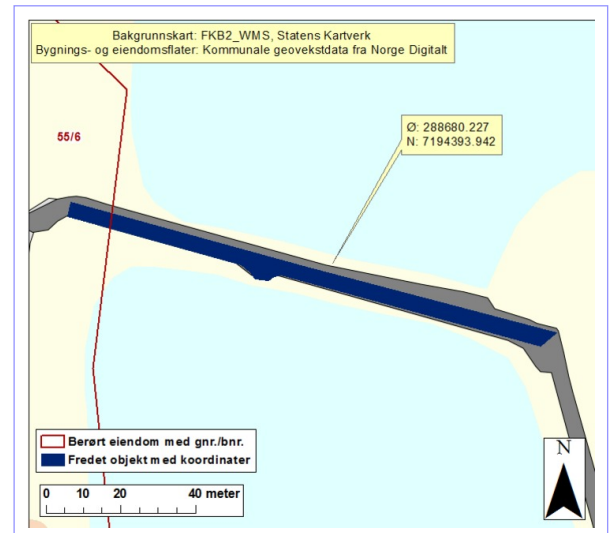 Bakgrunnskart: FKB2_WMS, Statens Kartverk
Bygnings- og eiendomsflater: Kommunale geovekstdata fra Norge Digitalt
Ø: 288680.227
N: 7194393.942
55/6
Berørt eiendom med gnr./bnr.
Fredet objekt med koordinater
0 10 20 40 meter
N